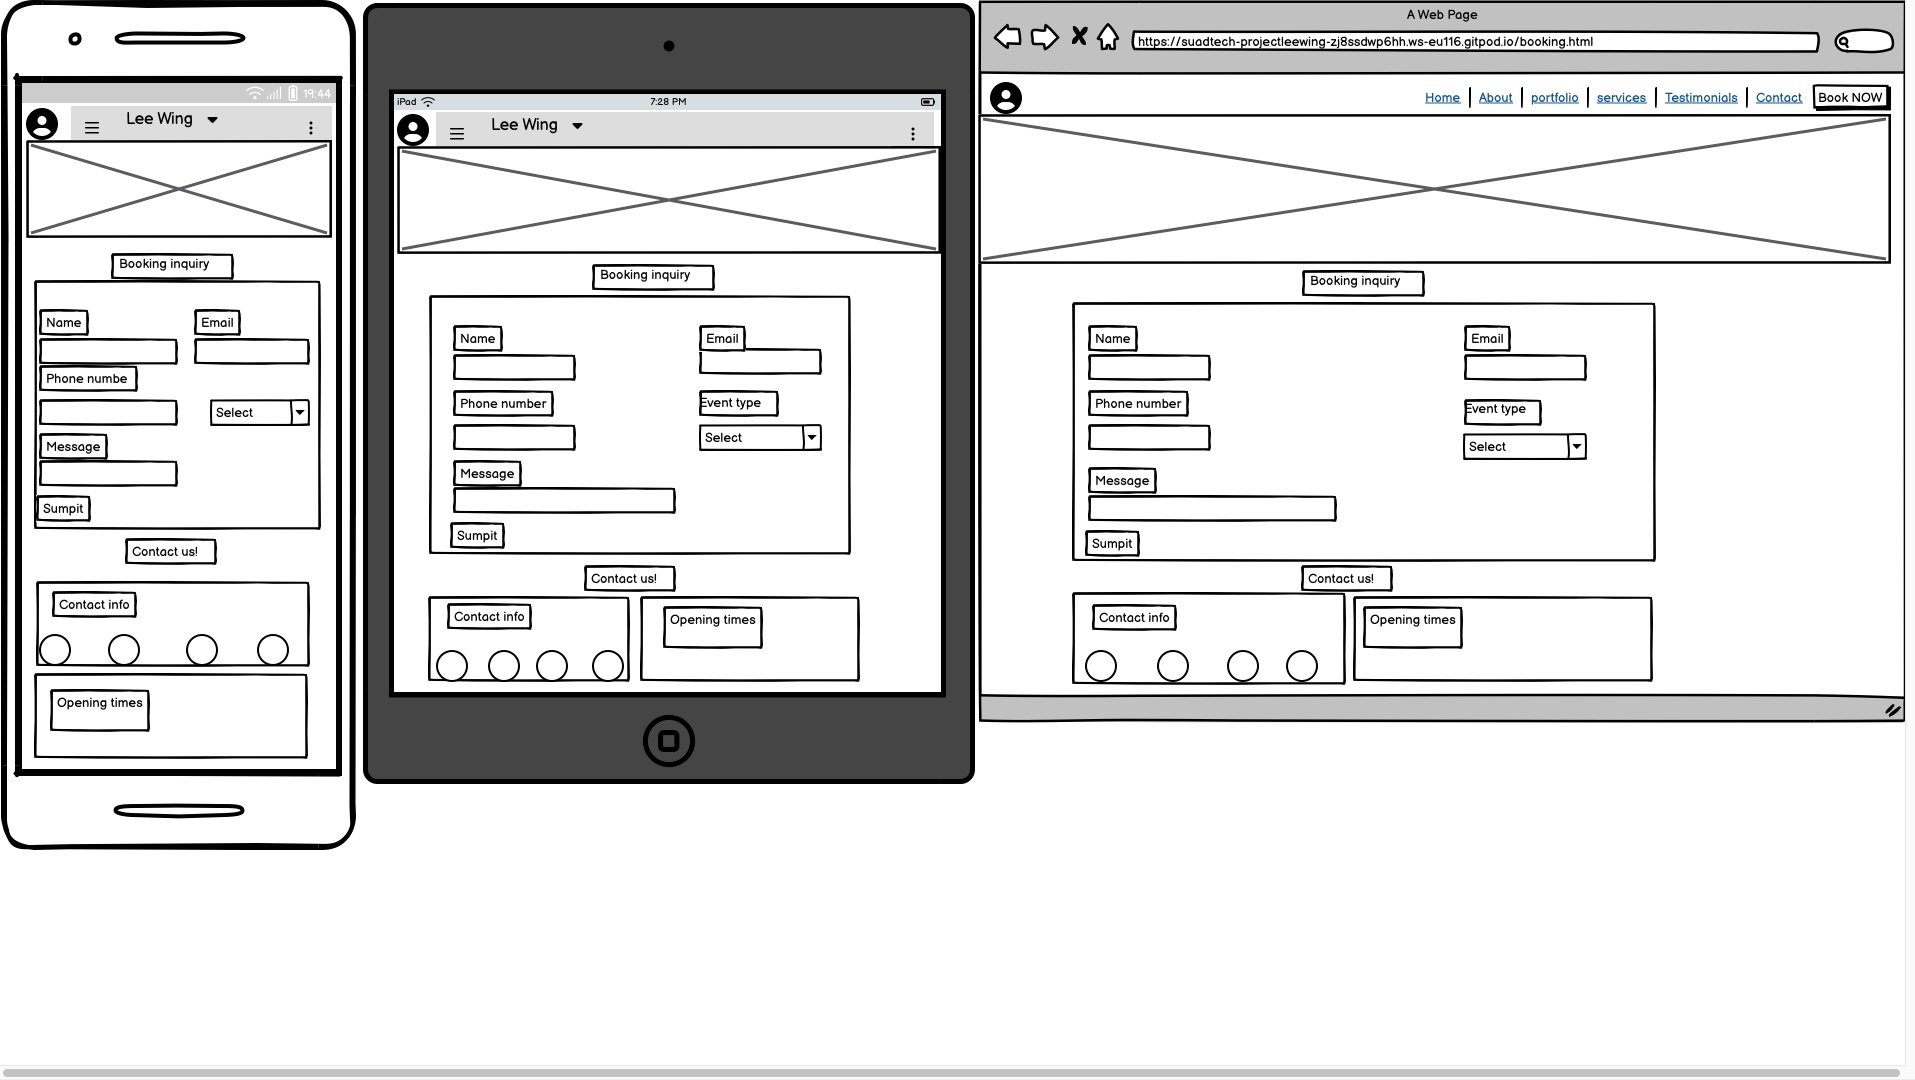 19:44
Lee Wing
Booking inquiry
Name
Email
Phone numbe
Select
Message
Sumpit
Contact us!
Contact info
Opening times
iPad
7:28 PM
Lee Wing
Booking inquiry
Name
Email
Phone number
Event type
Select
Message
Sumpit
Contact us!
Contact info
Opening times
A Web Page
https://suadtech-projectleewing-zj8ssdwp6hh.ws-eu116.gitpod.io/booking.html
Home About portfolio services Testimonials Contact Book NOW
Booking inquiry
Name
Email
Phone number
Event type
Select
Message
Sumpit
Contact us!
Contact info
Opening times